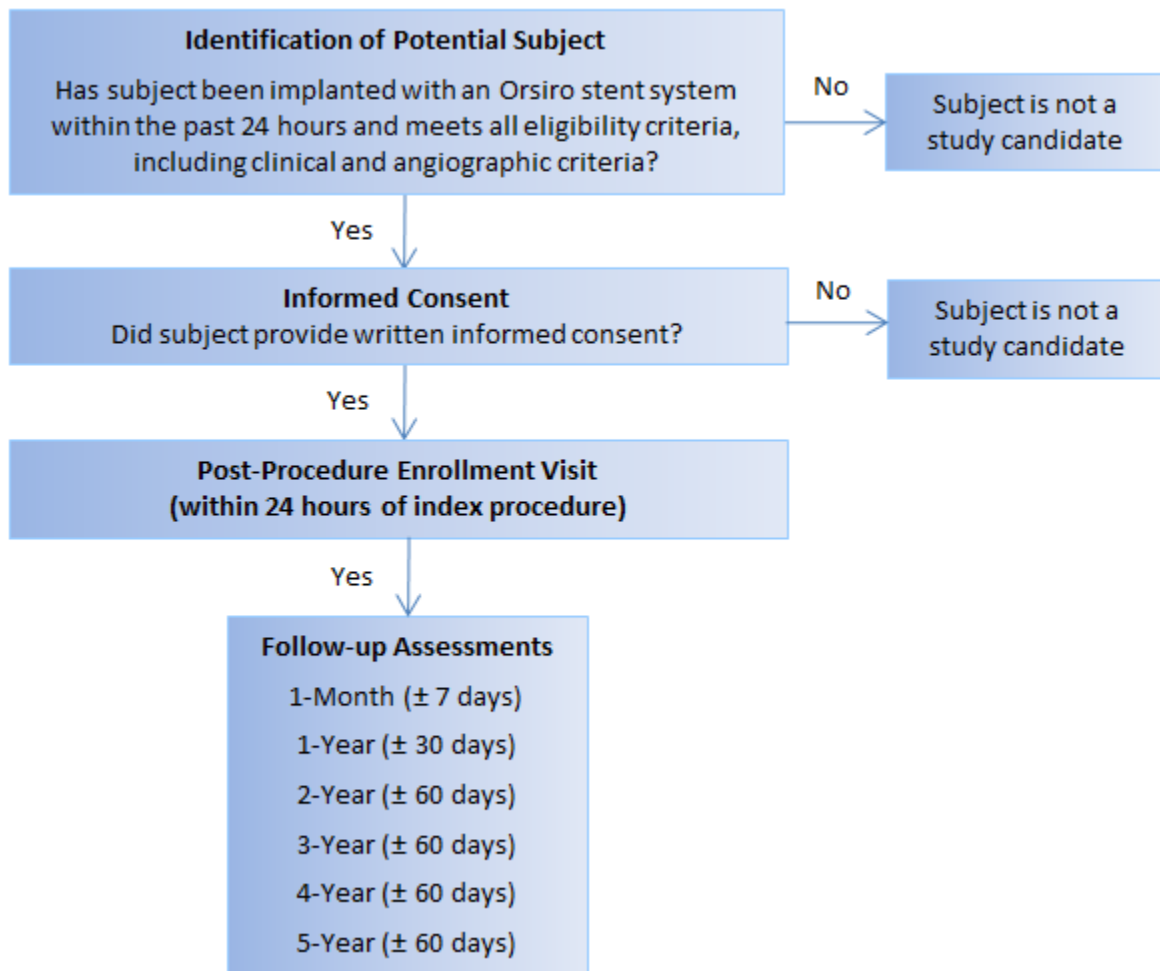 Identification of Potential Subject
Has subject been implanted with an Orsiro stent system
within the past 24 hours and meets all eligibility criteria,
including clinical and angiographic criteria?
No
Subject is not a
study candidate
Yes
Informed Consent
Did subject provide written informed consent?
No
Subject is not a
study candidate
Yes
Post-Procedure Enrollment Visit
(within 24 hours of index procedure)
Yes
Follow-up Assessments
1-Month (± 7 days)
1-Year (± 30 days)
2-Year (± 60 days)
3-Year (± 60 days)
4-Year (± 60 days)
5-Year (± 60 days)